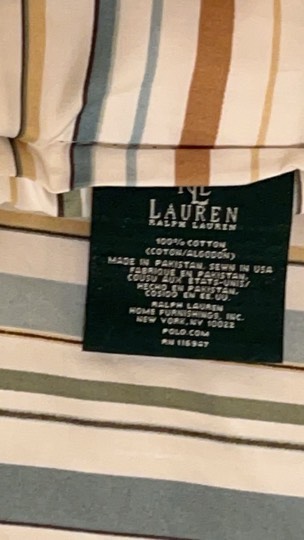 LRL
LAUREN
RALPH LAUREN
100% COTTON
(COTON/ALGODON)
MADE IN PAKISTAN. SEWN IN USA
FABRIQUE EN PAKISTAN.
COUSU AUX ETATS-UNIS/
HECHO EN PAKISTAN.
COSIDO EN EE.UU.
RALPH LAUREN
HOME FURNISHINGS, INC.
NEW YORK, NY 10022
POLO.COM
RN 116947